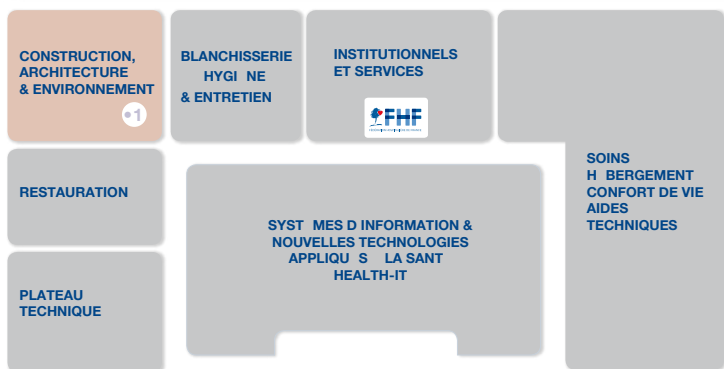 CONSTRUCTION,
ARCHITECTURE
& ENVIRONNEMENT
1
BLANCHISSERIE
HYGI NE
& ENTRETIEN
INSTITUTIONNELS
ET SERVICES
FHF
SOINS
H BERGEMENT
CONFORT DE VIE
AIDES
TECHNIQUES
RESTAURATION
SYST MES D INFORMATION &
NOUVELLES TECHNOLOGIES
APPLIQU S LA SANT
HEALTH-IT
PLATEAU
TECHNIQUE